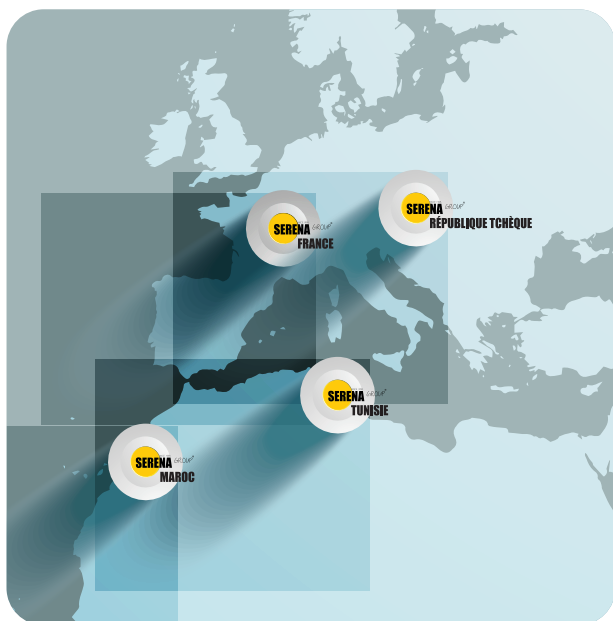 SERENA GROUP
RÉPUBLIQUE TCHÈQUE
SERENA GROUP
FRANCE
SERENA GROUP
TUNISIE
SERENA GROUP
MAROC